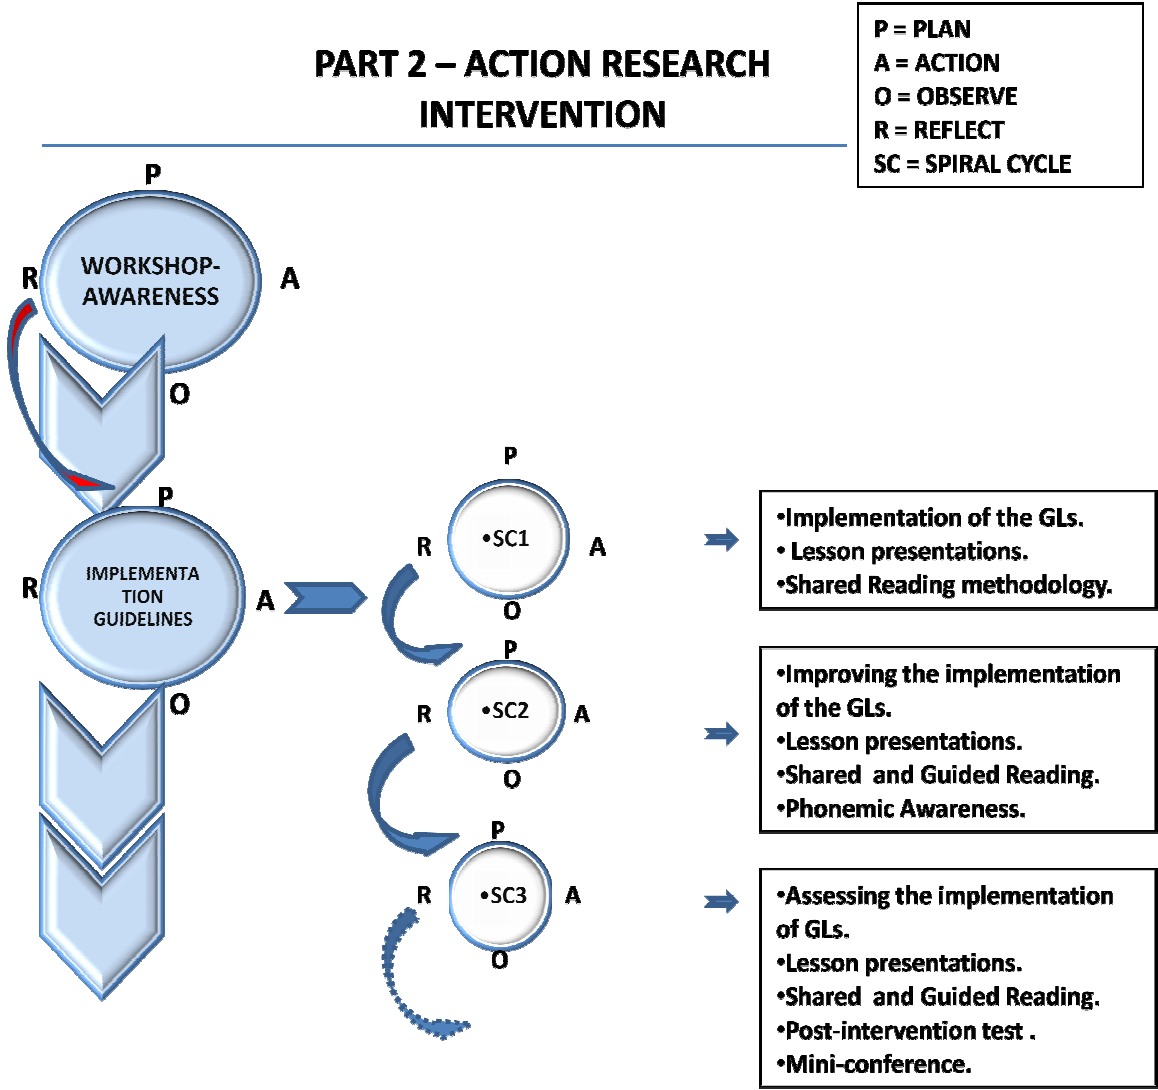 PART 2 – ACTION RESEARCH
INTERVENTION
P = PLAN
A = ACTION
O = OBSERVE
R = REFLECT
SC = SPIRAL CYCLE
P
R
WORKSHOP-
AWARENESS
A
O
P
R
IMPLEMENTA
TION
GUIDELINES
A
O
P
R
•SC1
A
O
•Implementation of the GLs.
• Lesson presentations.
•Shared Reading methodology.
P
R
•SC2
A
O
•Improving the implementation
of the GLs.
•Lesson presentations.
•Shared and Guided Reading.
•Phonemic Awareness.
P
R
•SC3
A
O
•Assessing the implementation
of GLs.
•Lesson presentations.
•Shared and Guided Reading.
•Post-intervention test .
•Mini-conference.